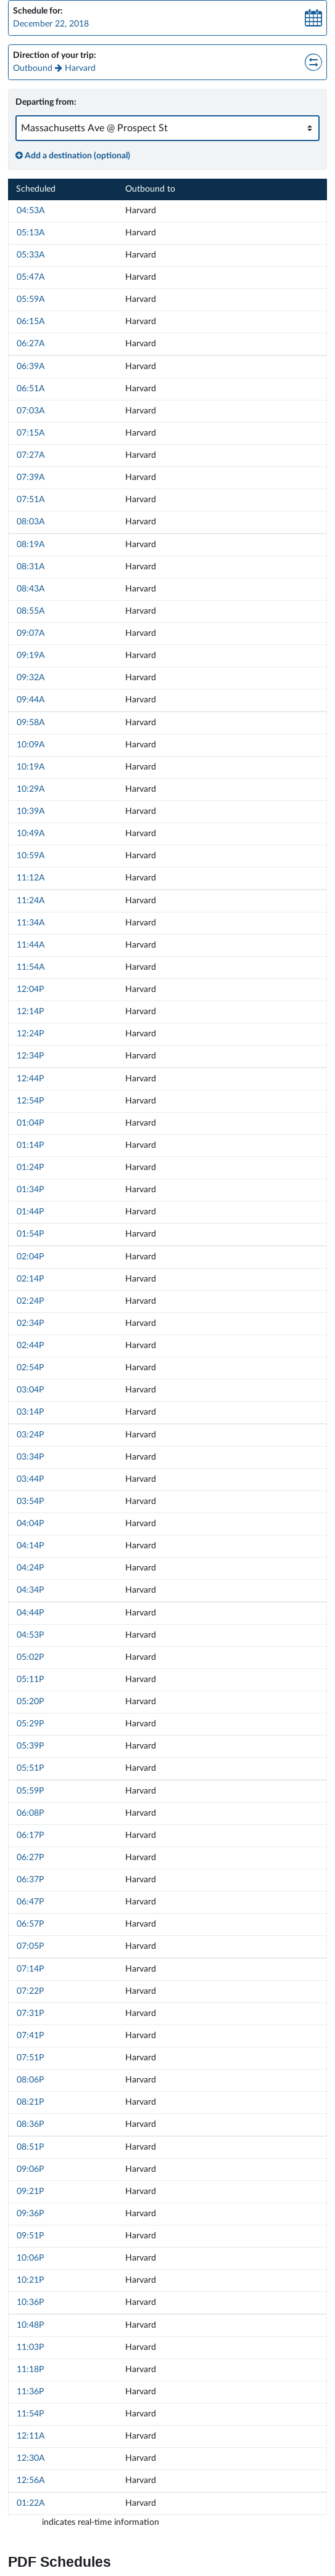 Schedule for:
December 22, 2018
Direction of your trip:
Outbound → Harvard
Departing from:
Massachusetts Ave @ Prospect St
Add a destination (optional)
Scheduled Outbound to
04:53A Harvard
05:13A Harvard
05:33A Harvard
05:47A Harvard
05:59A Harvard
06:15A Harvard
06:27A Harvard
06:39A Harvard
06:51A Harvard
07:03A Harvard
07:15A Harvard
07:27A Harvard
07:39A Harvard
07:51A Harvard
08:03A Harvard
08:19A Harvard
08:31A Harvard
08:43A Harvard
08:55A Harvard
09:07A Harvard
09:19A Harvard
09:32A Harvard
09:44A Harvard
09:58A Harvard
10:09A Harvard
10:19A Harvard
10:29A Harvard
10:39A Harvard
10:49A Harvard
10:59A Harvard
11:12A Harvard
11:24A Harvard
11:34A Harvard
11:44A Harvard
11:54A Harvard
12:04P Harvard
12:14P Harvard
12:24P Harvard
12:34P Harvard
12:44P Harvard
12:54P Harvard
01:04P Harvard
01:14P Harvard
01:24P Harvard
01:34P Harvard
01:44P Harvard
01:54P Harvard
02:04P Harvard
02:14P Harvard
02:24P Harvard
02:34P Harvard
02:44P Harvard
02:54P Harvard
03:04P Harvard
03:14P Harvard
03:24P Harvard
03:34P Harvard
03:44P Harvard
03:54P Harvard
04:04P Harvard
04:14P Harvard
04:24P Harvard
04:34P Harvard
04:44P Harvard
04:53P Harvard
05:02P Harvard
05:11P Harvard
05:20P Harvard
05:29P Harvard
05:39P Harvard
05:51P Harvard
05:59P Harvard
06:08P Harvard
06:17P Harvard
06:27P Harvard
06:37P Harvard
06:47P Harvard
06:57P Harvard
07:05P Harvard
07:14P Harvard
07:22P Harvard
07:31P Harvard
07:41P Harvard
07:51P Harvard
08:06P Harvard
08:21P Harvard
08:36P Harvard
08:51P Harvard
09:06P Harvard
09:21P Harvard
09:36P Harvard
09:51P Harvard
10:06P Harvard
10:21P Harvard
10:36P Harvard
10:48P Harvard
11:03P Harvard
11:18P Harvard
11:36P Harvard
11:54P Harvard
12:11A Harvard
12:30A Harvard
12:56A Harvard
01:22A Harvard
indicates real-time information
PDF Schedules